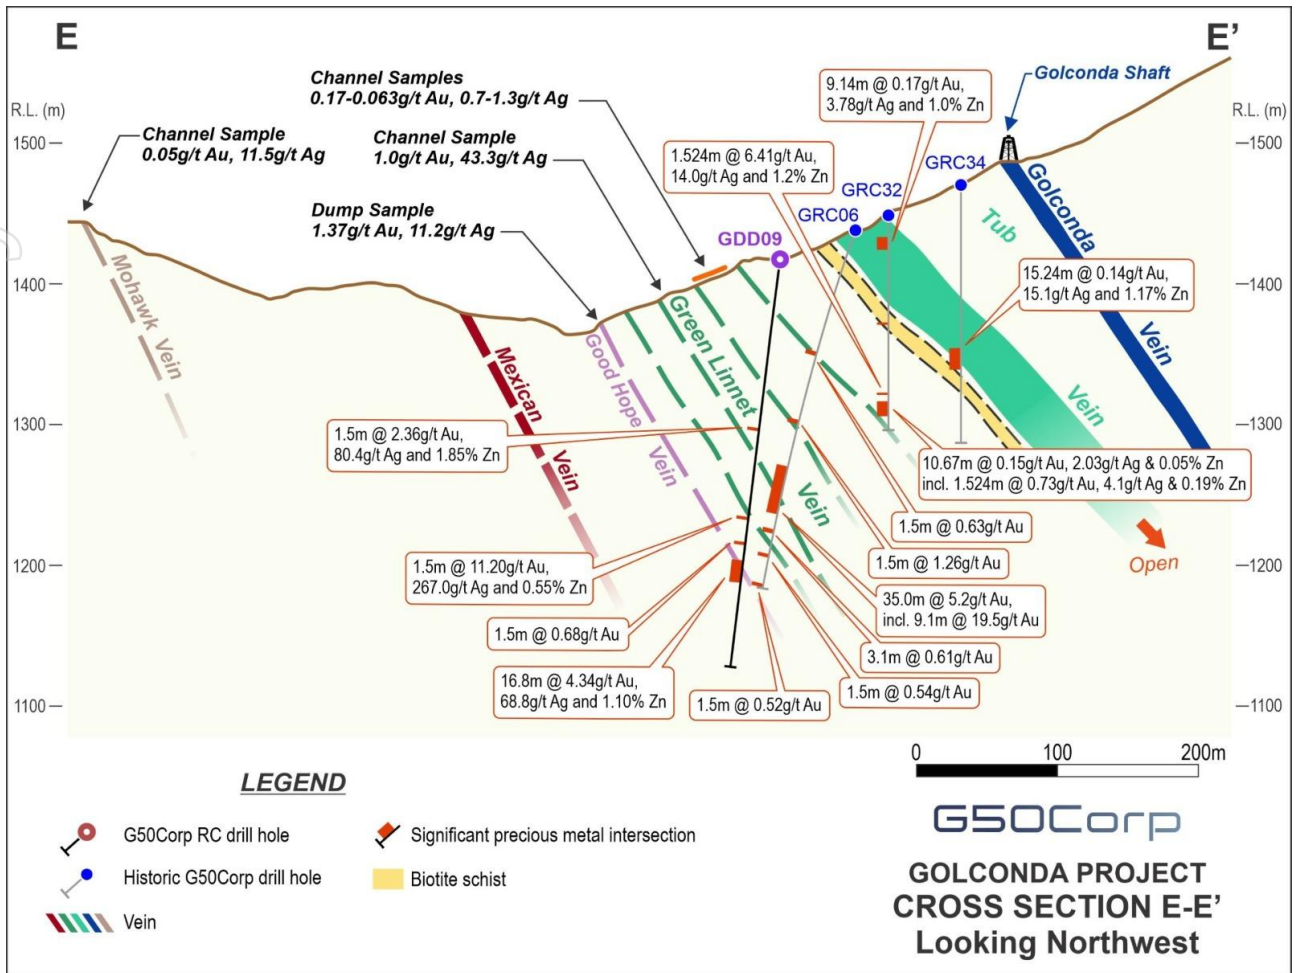 E
E’
Golconda Shaft
Channel Samples
0.17-0.063g/t Au, 0.7-1.3g/t Ag
9.14m @ 0.17g/t Au,
3.78g/t Ag and 1.0% Zn
R.L. (m)
R.L. (m)
Channel Sample
0.05g/t Au, 11.5g/t Ag
Channel Sample
1.0g/t Au, 43.3g/t Ag
1500
1500
1.524m @ 6.41g/t Au,
14.0g/t Ag and 1.2% Zn
GRC34
GRC32
GRC06
Dump Sample
1.37g/t Au, 11.2g/t Ag
GDD09
Golconda
Vein
Tub
Vein
Mohawk Vein
1400
1400
15.24m @ 0.14g/t Au,
15.1g/t Ag and 1.17% Zn
Mexican
Vein
Good Hope
Vein
Green Linnet
Vein
1300
1300
1.5m @ 2.36g/t Au,
80.4g/t Ag and 1.85% Zn
10.67m @ 0.15g/t Au, 2.03g/t Ag & 0.05% Zn
incl. 1.524m @ 0.73g/t Au, 4.1g/t Ag & 0.19% Zn
1.5m @ 0.63g/t Au
1.5m @ 1.26g/t Au
Open
1200
1200
1.5m @ 11.20g/t Au,
267.0g/t Ag and 0.55% Zn
35.0m @ 5.2g/t Au,
incl. 9.1m @ 19.5g/t Au
1.5m @ 0.68g/t Au
3.1m @ 0.61g/t Au
16.8m @ 4.34g/t Au,
68.8g/t Ag and 1.10% Zn
1.5m @ 0.54g/t Au
1.5m @ 0.52g/t Au
1100
1100
0 100 200m
LEGEND
G50Corp RC drill hole
Historic G50Corp drill hole
Vein
Significant precious metal intersection
Biotite schist
G50Corp
GOLCONDA PROJECT
CROSS SECTION E-E’
Looking Northwest